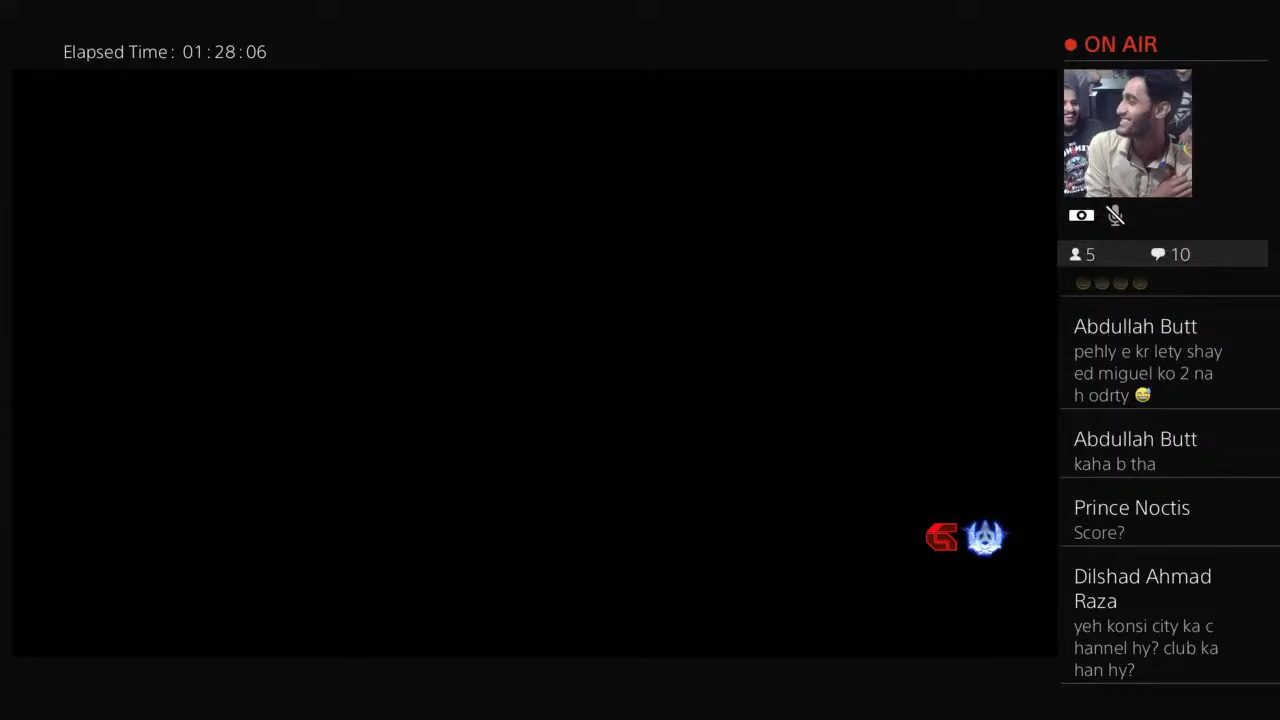 Elapsed Time: 01:28:06
ON AIR
5 10
Abdullah Butt
pehly e kr lety shay
ed miguel ko 2 na
h odrty 😅
Abdullah Butt
kaha b tha
Prince Noctis
Score?
Dilshad Ahmad
Raza
yeh konsi city ka c
hannel hy? club ka
han hy?